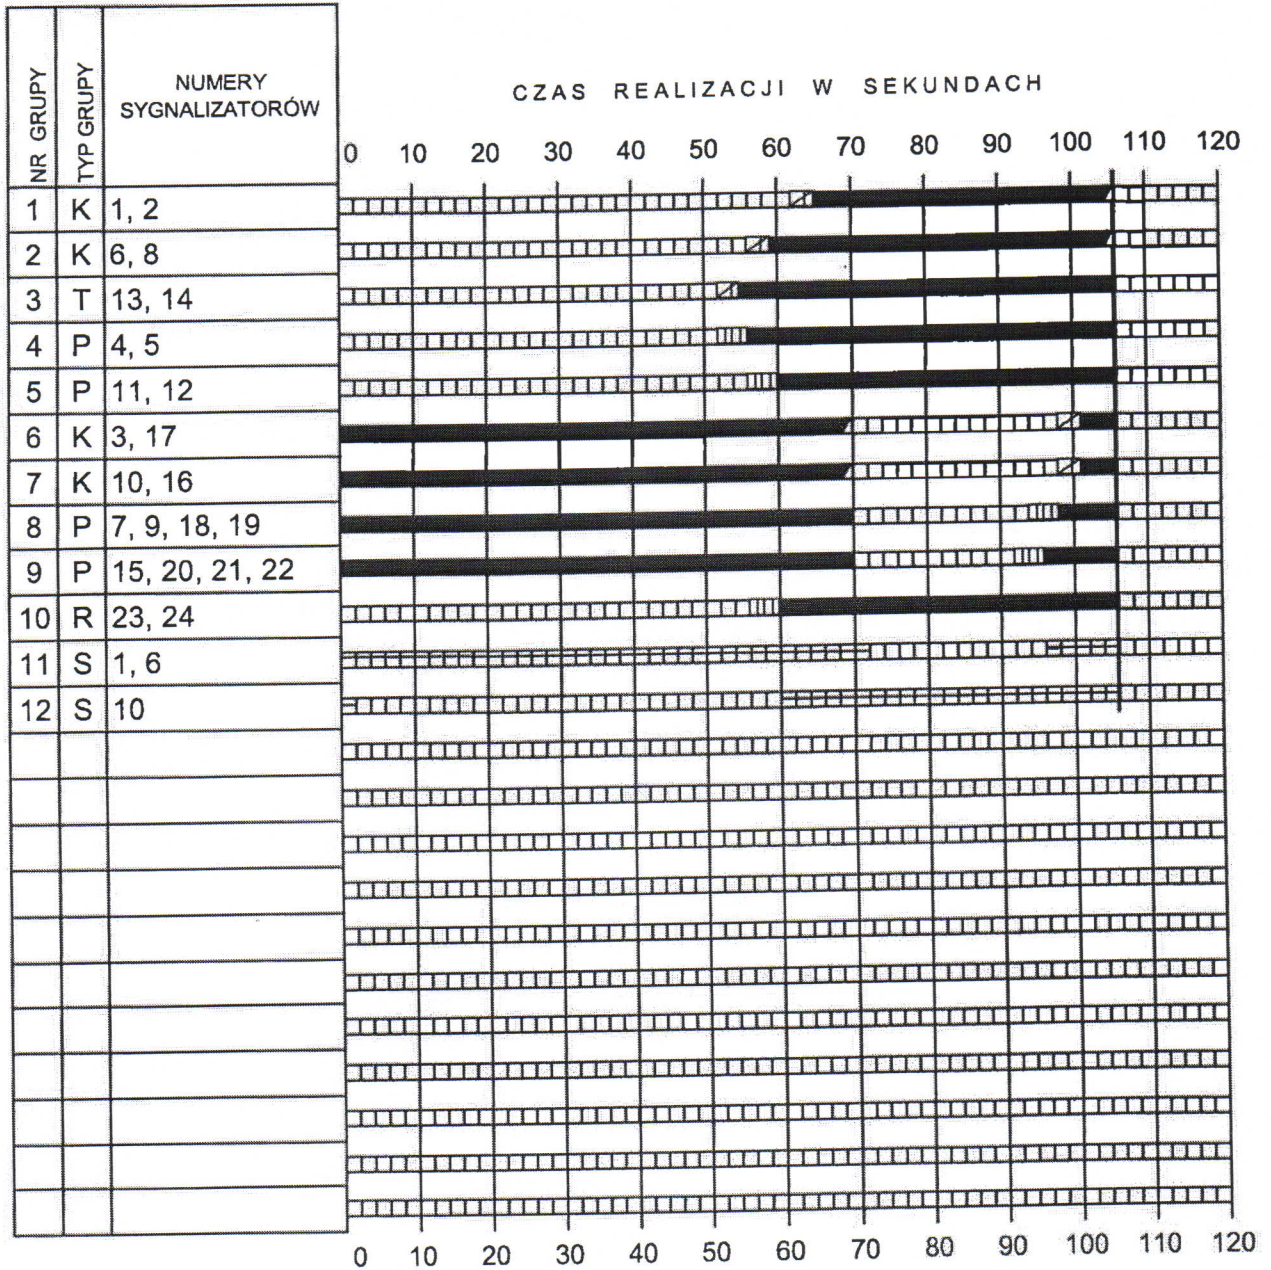 NR GRUPY
TYP GRUPY
NUMERY
SYGNALIZATORÓW
CZAS REALIZACJI W SEKUNDACH
0 10 20 30 40 50 60 70 80 90 100 110 120
1 K 1, 2
2 K 6, 8
3 T 13, 14
4 P 4, 5
5 P 11, 12
6 K 3, 17
7 K 10, 16
8 P 7, 9, 18, 19
9 P 15, 20, 21, 22
10 R 23, 24
11 S 1, 6
12 S 10
0 10 20 30 40 50 60 70 80 90 100 110 120